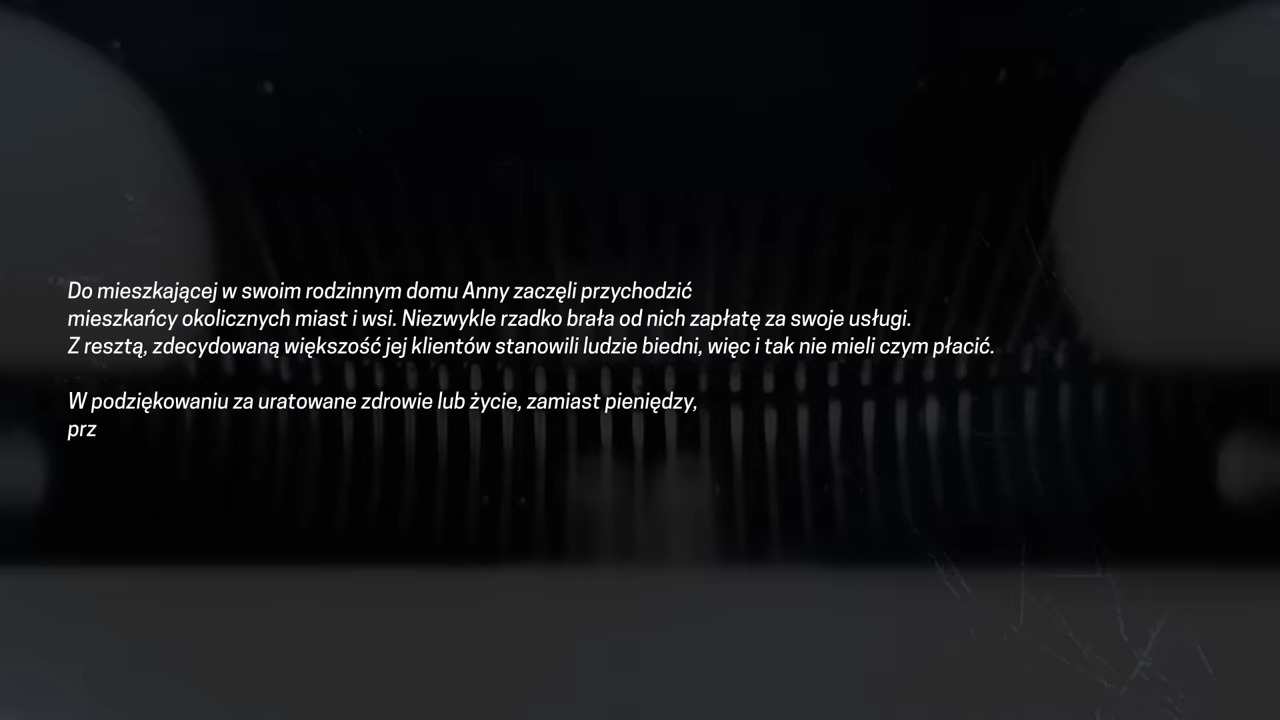 Do mieszkającej w swoim rodzinnym domu Anny zaczęli przychodzić
mieszkańcy okolicznych miast i wsi. Niezwykle rzadko brała od nich zapłatę za swoje usługi.
Z resztą, zdecydowaną większość jej klientów stanowili ludzie biedni, więc i tak nie mieli czym płacić.
W podziękowaniu za uratowane zdrowie lub życie, zamiast pieniędzy,
prz